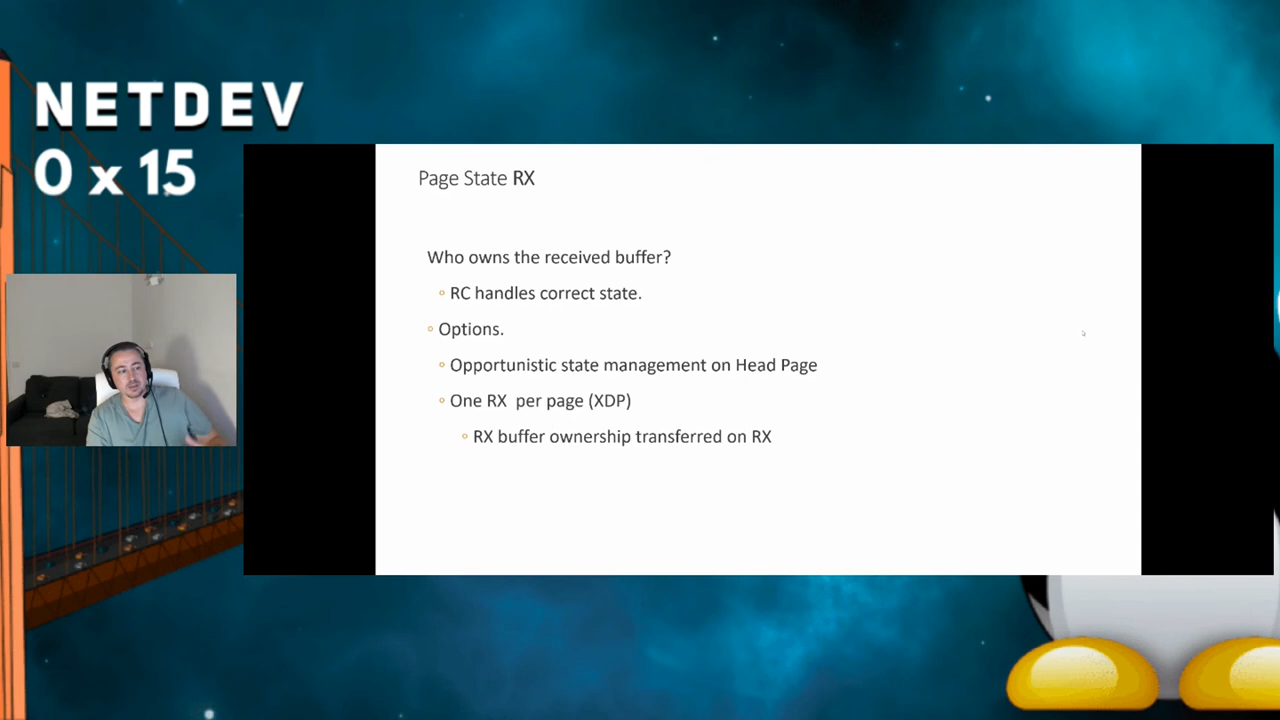 NETDEV
0 x 15
Page State RX
Who owns the received buffer?
RC handles correct state.
Options.
Opportunistic state management on Head Page
One RX per page (XDP)
RX buffer ownership transferred on RX